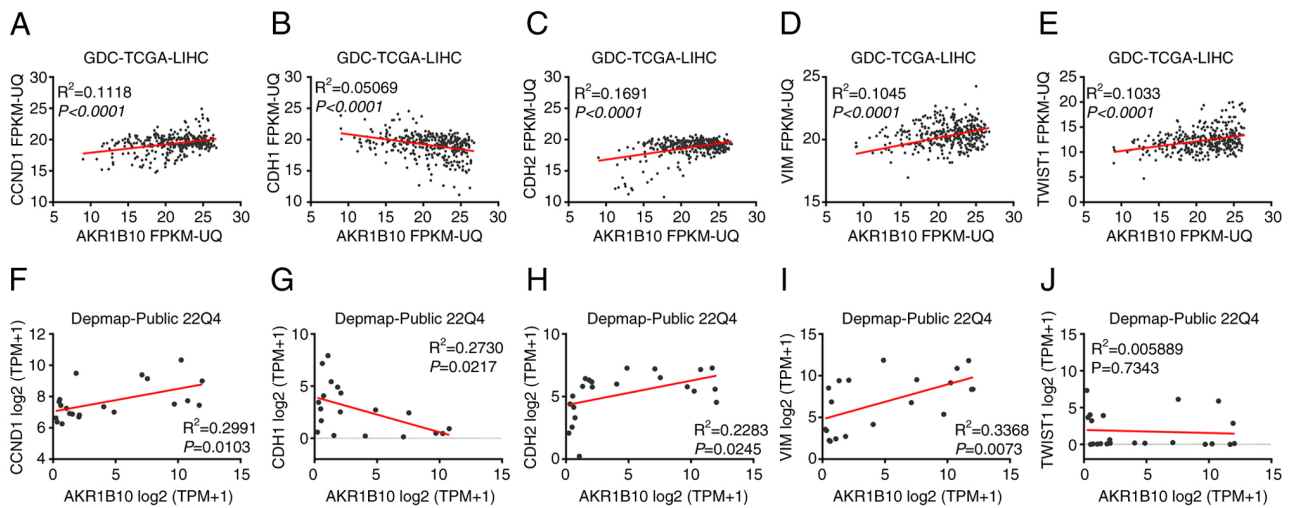 A
GDC-TCGA-LIHC
R²=0.1118
P<0.0001
CCND1 FPKM-UQ
30
25
20
15
10
5 10 15 20 25 30
AKR1B10 FPKM-UQ
B
GDC-TCGA-LIHC
R²=0.05069
P<0.0001
CDH1 FPKM-UQ
30
25
20
15
10
5 10 15 20 25 30
AKR1B10 FPKM-UQ
C
GDC-TCGA-LIHC
R²=0.1691
P<0.0001
CDH2 FPKM-UQ
30
25
20
15
10
5 10 15 20 25 30
AKR1B10 FPKM-UQ
D
GDC-TCGA-LIHC
R²=0.1045
P<0.0001
VIM FPKM-UQ
25
20
15
5 10 15 20 25 30
AKR1B10 FPKM-UQ
E
GDC-TCGA-LIHC
R²=0.1033
P<0.0001
TWIST1 FPKM-UQ
25
20
15
10
5
0
5 10 15 20 25 30
AKR1B10 FPKM-UQ
F
Depmap-Public 22Q4
CCND1 log2 (TPM+1)
12
10
8
6
4
R²=0.2991
P=0.0103
0 5 10 15
AKR1B10 log2 (TPM+1)
G
Depmap-Public 22Q4
R²=0.2730
P=0.0217
CDH1 log2 (TPM+1)
10
5
0
0 5 10 15
AKR1B10 log2 (TPM+1)
H
Depmap-Public 22Q4
CDH2 log2 (TPM+1)
10
5
0
R²=0.2283
P=0.0245
0 5 10 15
AKR1B10 log2 (TPM+1)
I
Depmap-Public 22Q4
VIM log2 (TPM+1)
15
10
5
0
R²=0.3368
P=0.0073
0 5 10 15
AKR1B10 log2 (TPM+1)
J
Depmap-Public 22Q4
R²=0.005889
P=0.7343
TWIST1 log2 (TPM+1)
15
10
5
0
0 5 10 15
AKR1B10 log2 (TPM+1)